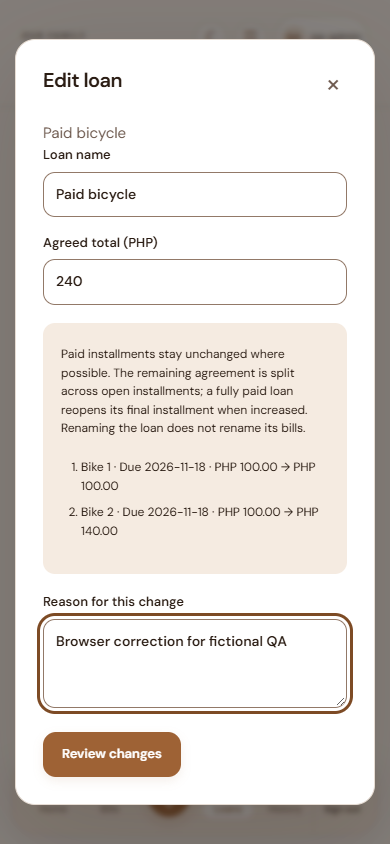 Edit loan
×
Paid bicycle
Loan name
Paid bicycle
Agreed total (PHP)
240
Paid installments stay unchanged where
possible. The remaining agreement is split
across open installments; a fully paid loan
reopens its final installment when increased.
Renaming the loan does not rename its bills.
1. Bike 1 · Due 2026-11-18 · PHP 100.00 → PHP
100.00
2. Bike 2 · Due 2026-11-18 · PHP 100.00 → PHP
140.00
Reason for this change
Browser correction for fictional QA
Review changes